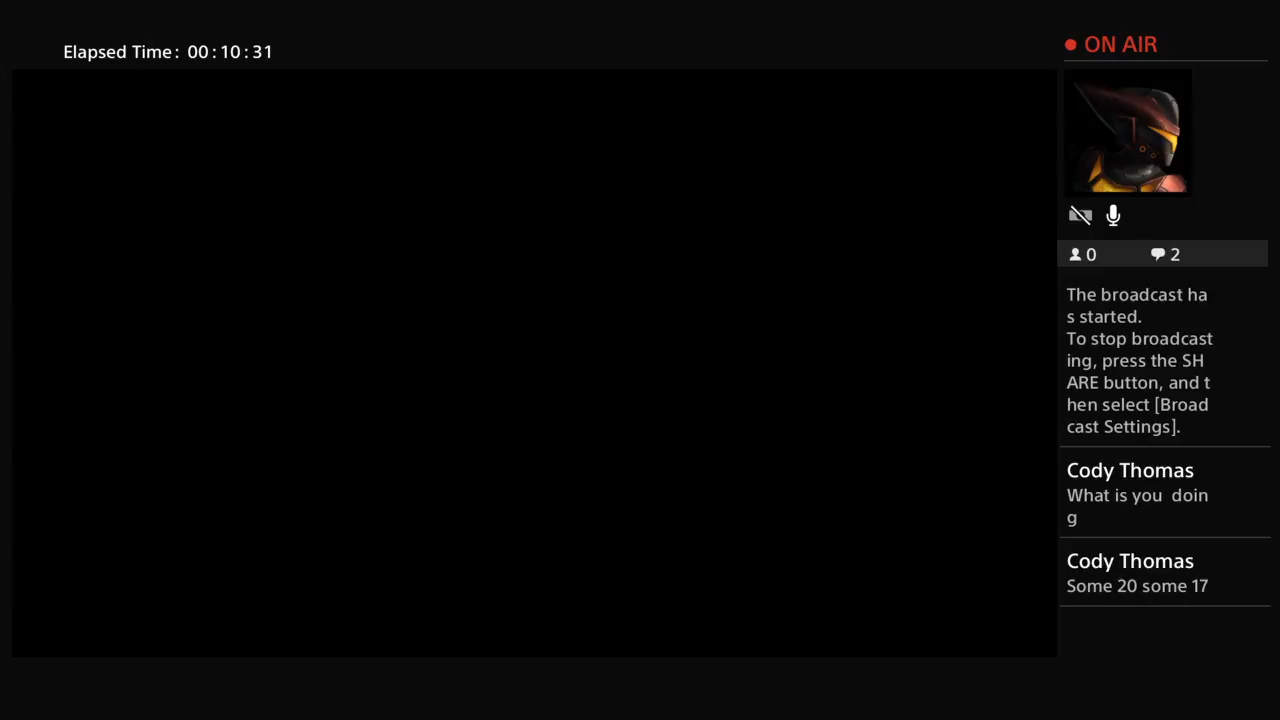 Elapsed Time: 00:10:31
ON AIR
0 2
The broadcast ha
s started.
To stop broadcast
ing, press the SH
ARE button, and t
hen select [Broad
cast Settings].
Cody Thomas
What is you  doin
g
Cody Thomas
Some 20 some 17